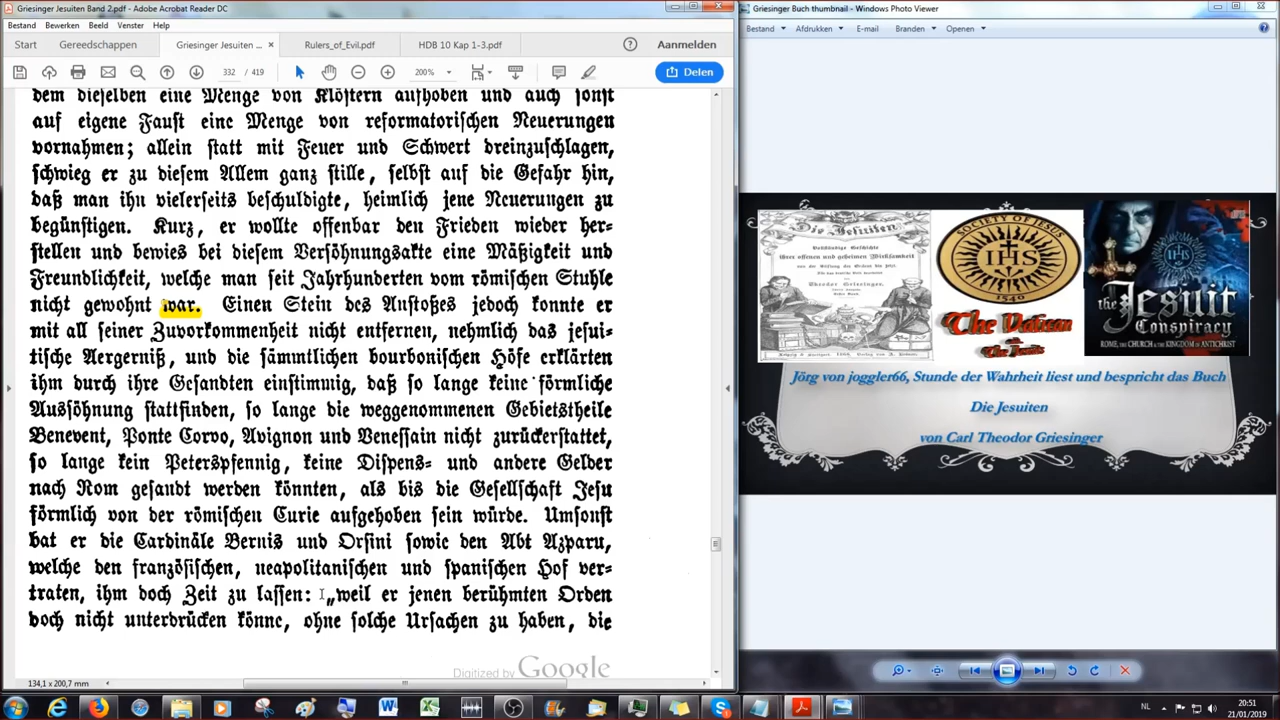 Griesinger Jesuiten Band 2.pdf - Adobe Acrobat Reader DC
Bestand Bewerken Beeld Venster Help
Start Gereedschappen Griesinger Jesuiten ... × Rulers_of_Evil.pdf HDB 10 Kap 1-3.pdf ? Aanmelden
332 / 419 200% Delen
dem dieselben eine Menge von Klöstern aufhoben und auch sonst
auf eigene Faust eine Menge von reformatorischen Neuerungen
vornahmen; allein statt mit Feuer und Schwert dreinzuschlagen,
schwieg er zu diesem Allem ganz stille, selbst auf die Gefahr hin,
daß man ihn vielerseits beschuldigte, heimlich jene Neuerungen zu
begünstigen. Kurz, er wollte offenbar den Frieden wieder her-
stellen und bewies bei diesem Versöhnungsakte eine Mäßigkeit und
Freundlichkeit, welche man seit Jahrhunderten am römischen Stuhle
nicht gewohnt war. Einen Stein des Anstoßes jedoch konnte er
mit all seiner Zuvorkommenheit nicht entfernen, nehmlich das jesui-
tische Aergerniß, und die sämmtlichen bourbonischen Höfe erklärten
ihm durch ihre Gesandten einstimmig, daß so lange keine förmliche
Aussöhnung stattfinden, so lange die weggenommenen Gebietstheile
Benevent, Ponte Corvo, Avignon und Venessain nicht zurückerstattet,
so lange kein Peterspfennig, keine Dispens- und andere Gelder
nach Rom gesandt werden könnten, als bis die Gesellschaft Jesu
förmlich von der römischen Curie aufgehoben sein würde. Umsonst
bat er die Cardinäle Bernis und Orsini sowie den Abt Azparu,
welche den französischen, neapolitanischen und spanischen Hof ver-
traten, ihm doch Zeit zu lassen: „weil er jenen berühmten Orden
doch nicht unterdrücken könne, ohne solche Ursachen zu haben, die
Digitized by Google
134,1 x 200,7 mm
Griesinger Buch thumbnail - Windows Photo Viewer
Bestand Afdrukken E-mail Branden Openen
Die Jesuiten
Theodor Griesinger
SOCIETY OF JESUS
IHS
1540
The Vatican
The Jesuits
IHS
the Jesuit
Conspiracy
ROME, THE CHURCH & THE KINGDOM OF ANTICHRIST
Jörg von joggler66, Stunde der Wahrheit liest und bespricht das Buch
Die Jesuiten
von Carl Theodor Griesinger
NL 20:51
21/01/2019